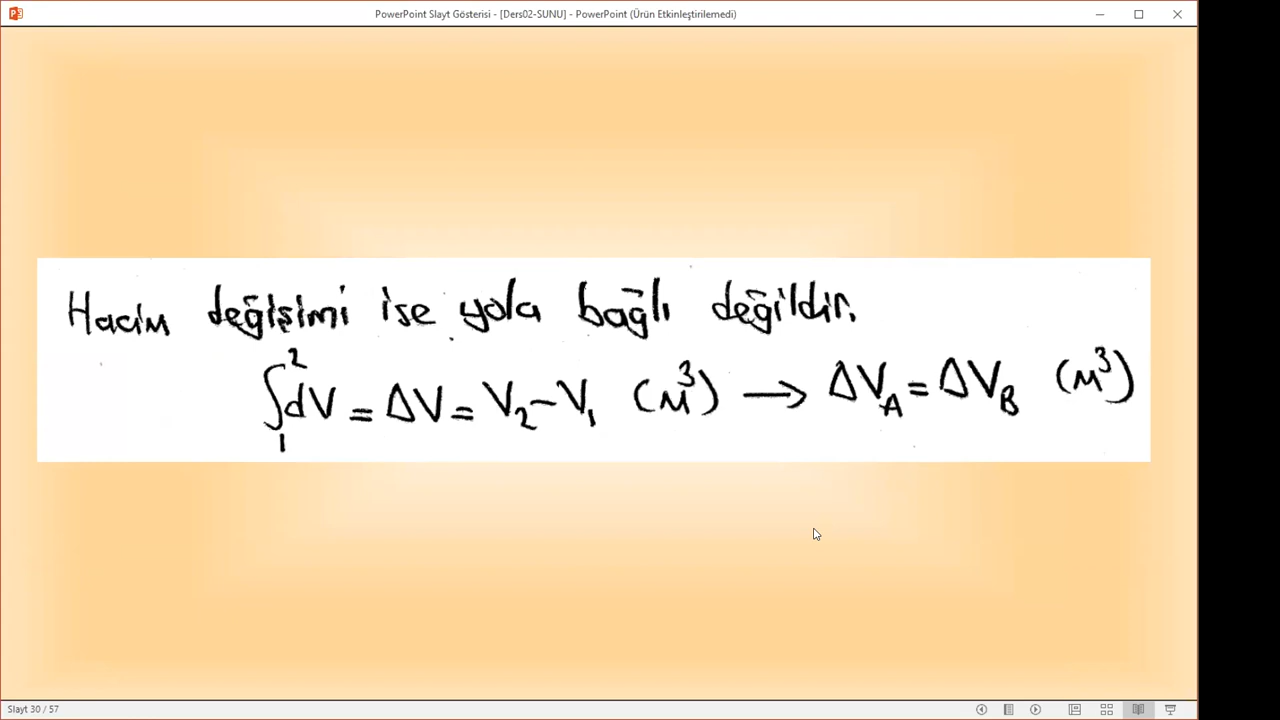 PowerPoint Slayt Gösterisi - [Ders02-SUNU] - PowerPoint (Ürün Etkinleştirilemedi)
Hacim değişimi ise yola bağlı değildir.
∫₁² dV = ΔV = V₂ - V₁ (m³) → ΔV_A = ΔV_B (m³)
Slayt 30 / 57